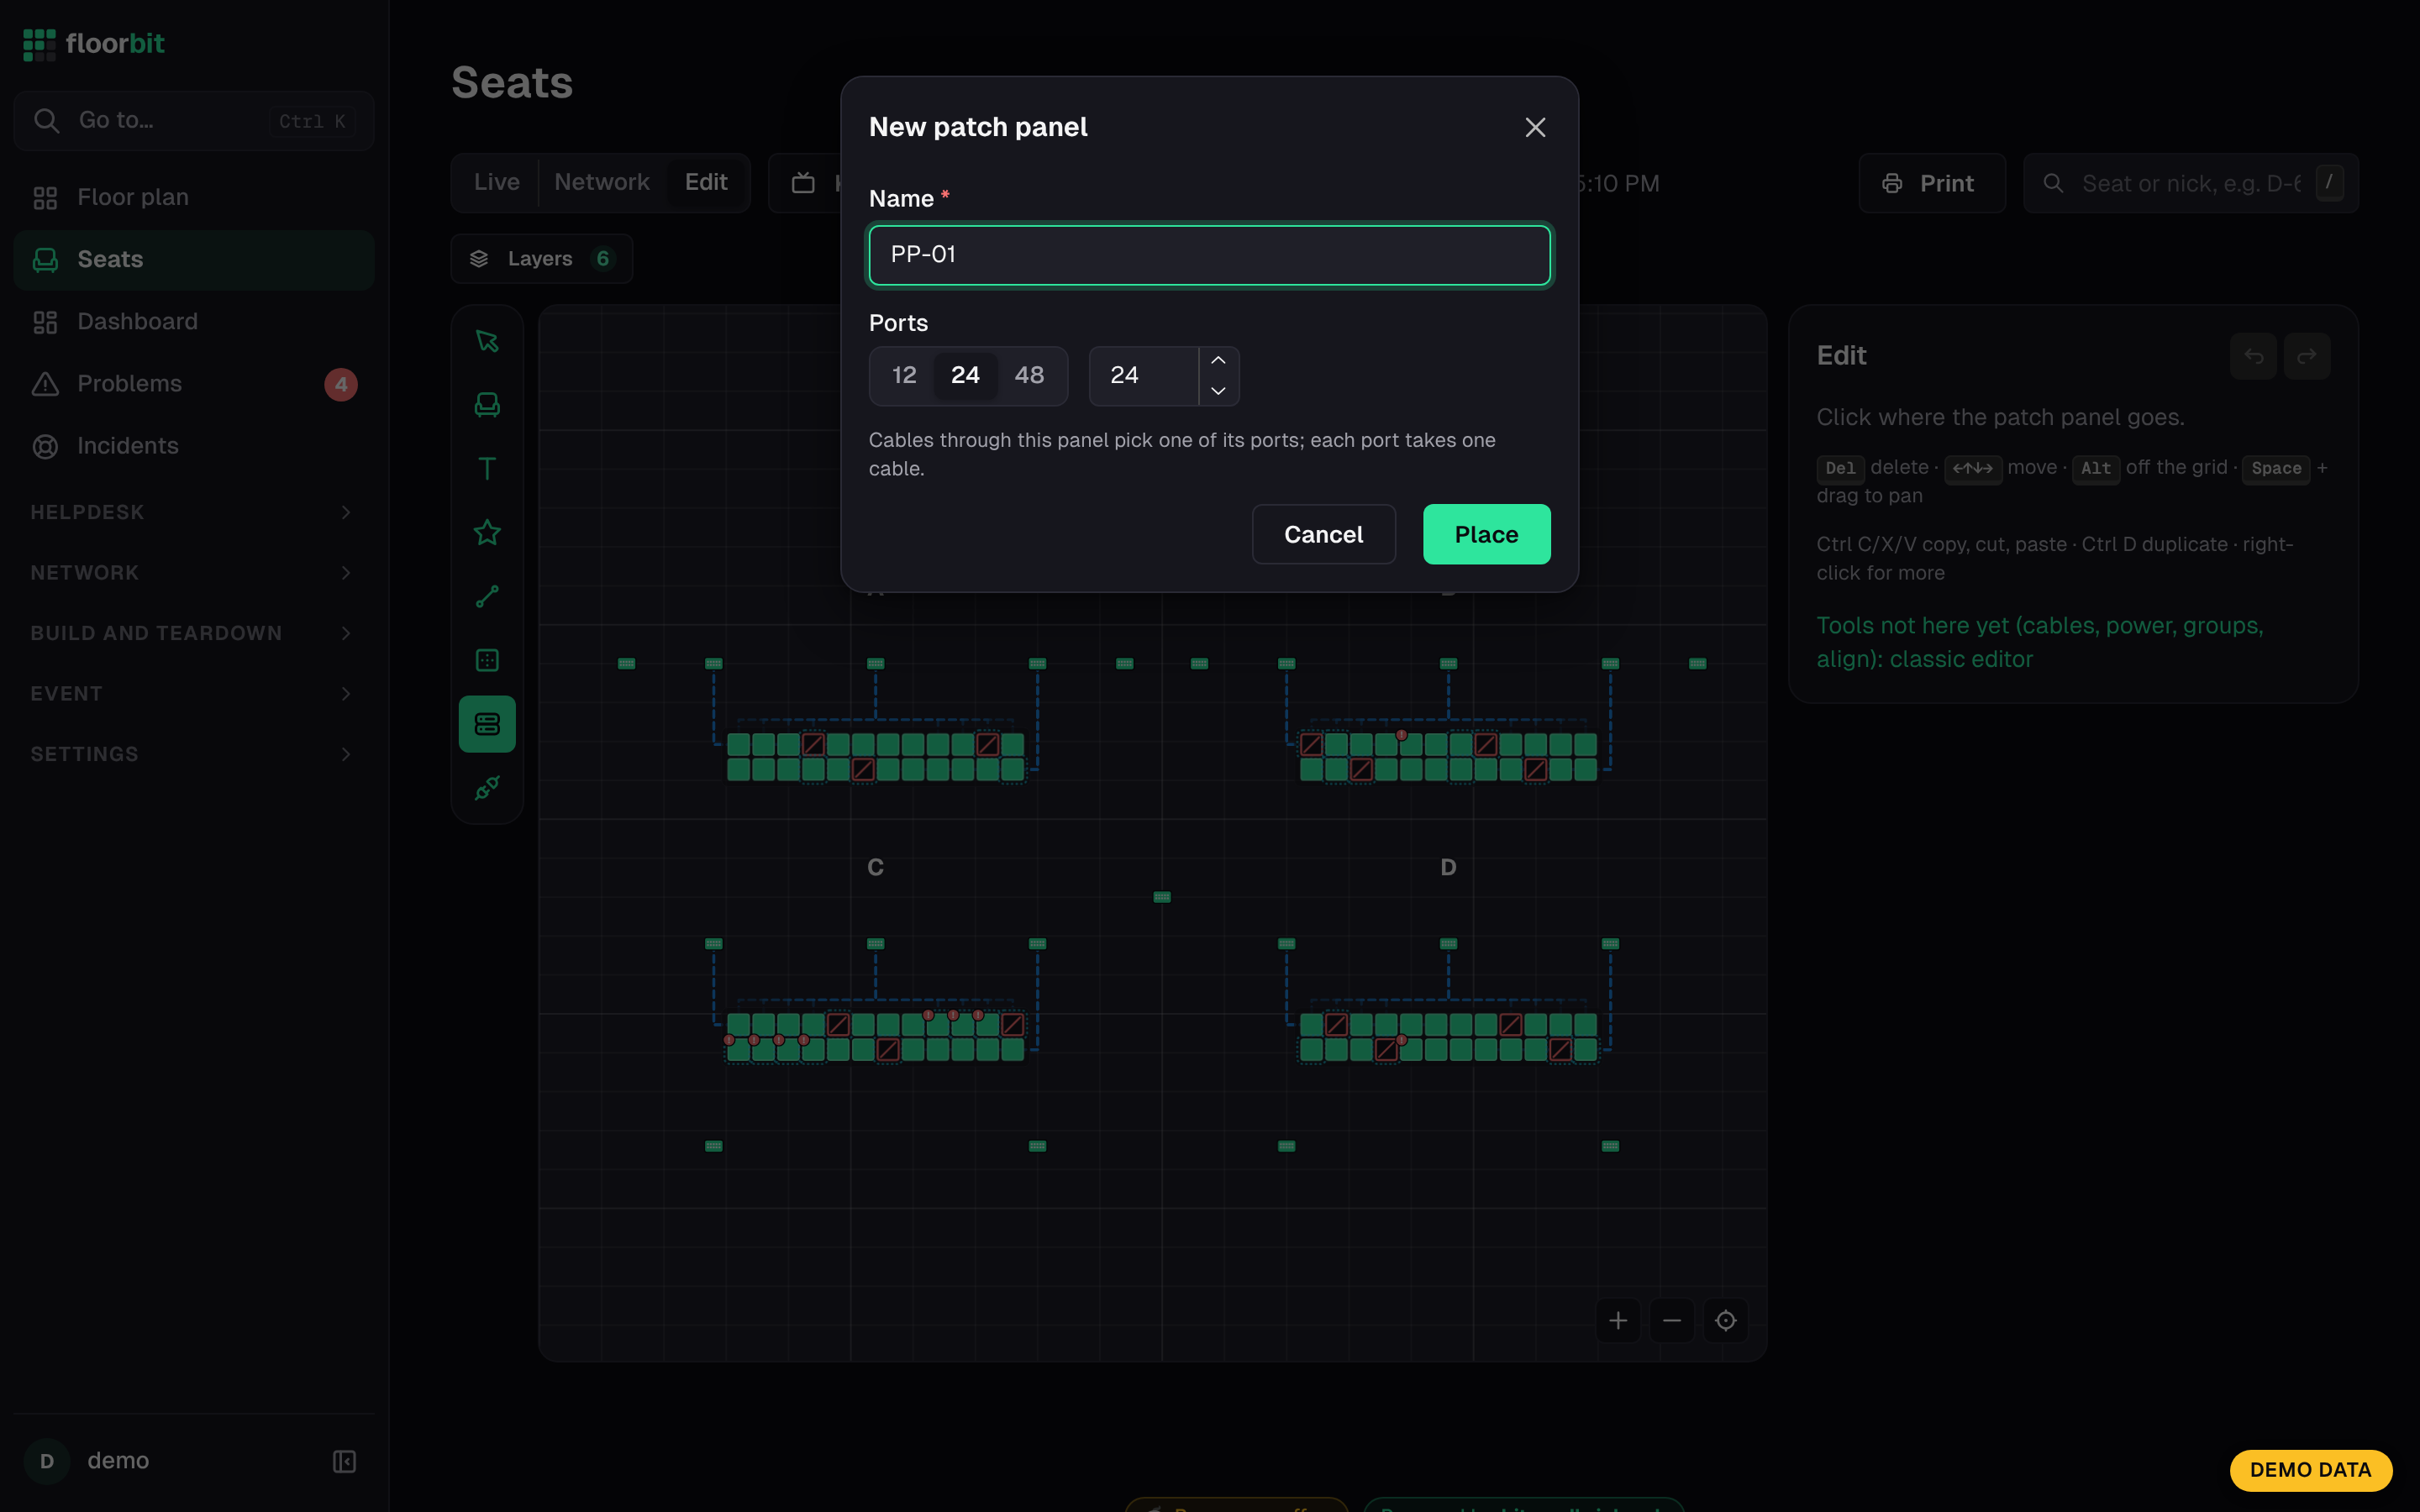 floorbit
Go to...
Ctrl K
Floor plan
Seats
Dashboard
Problems
4
Incidents
HELPDESK
NETWORK
BUILD AND TEARDOWN
EVENT
SETTINGS
D
demo
Seats
Live
Network
Edit
5:10 PM
Print
Seat or nick, e.g. D-6
/
Layers
6
New patch panel
Name *
PP-01
Ports
12
24
48
24
Cables through this panel pick one of its ports; each port takes one
cable.
Cancel
Place
C
D
Edit
Click where the patch panel goes.
Del delete · ←↑↓→ move · Alt off the grid · Space +
drag to pan
Ctrl C/X/V copy, cut, paste · Ctrl D duplicate · right-
click for more
Tools not here yet (cables, power, groups,
align): classic editor
DEMO DATA